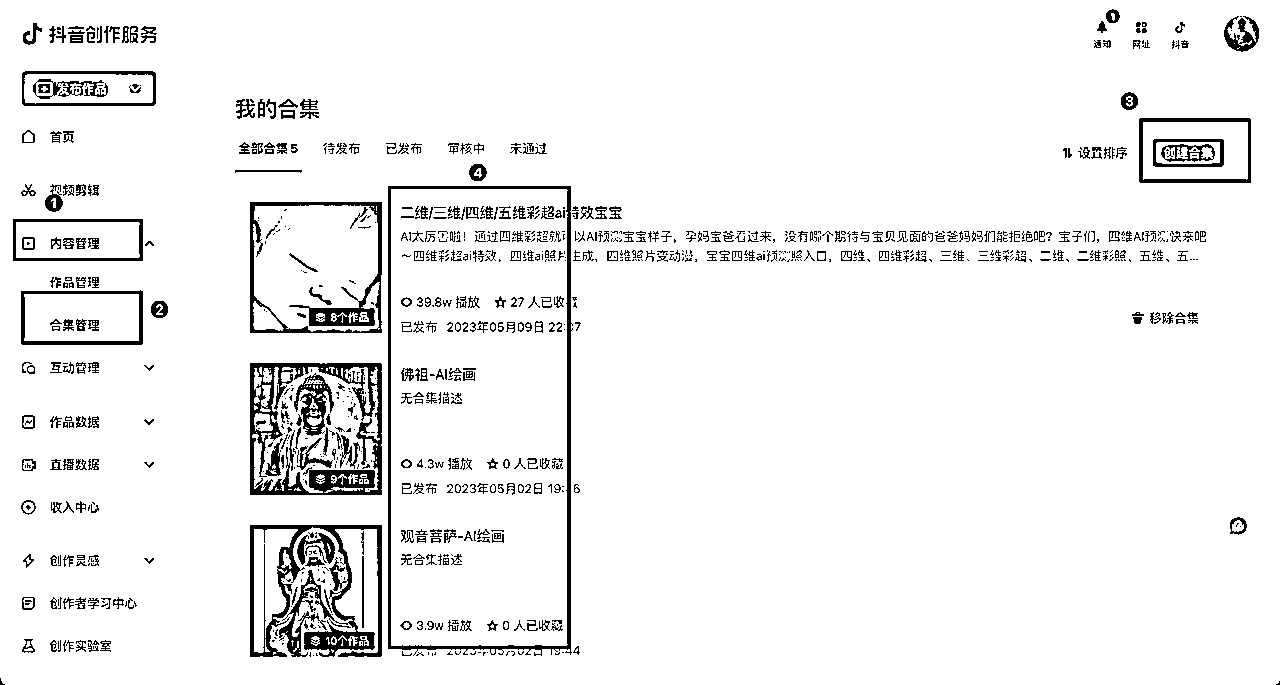 抖音创作服务
1
通知 网址 抖音
发布作品
首页
视频剪辑
1
内容管理
作品管理
2
合集管理
互动管理
作品数据
直播数据
收入中心
创作灵感
创作者学习中心
创作实验室
我的合集
3
全部合集 5 待发布 已发布 审核中 未通过
设置排序 创建合集
4
二维/三维/四维/五维彩超ai特效宝宝
AI太厉害啦！通过四维彩超就可以AI预测宝宝样子，孕妈宝爸看过来，没有哪个期待与宝贝见面的爸爸妈妈们能拒绝吧？宝子们，四维AI预测快来吧
～四维彩超ai特效，四维ai照片生成，四维照片变动漫，宝宝四维ai预测照入口，四维、四维彩超、三维、三维彩超、二维、二维彩照、五维、五...
8个作品
39.8w 播放 27 人已收藏
已发布 2023年05月09日 22: 7
移除合集
佛祖-AI绘画
无合集描述
9个作品
4.3w 播放 0 人已收藏
已发布 2023年05月02日 19: 6
观音菩萨-AI绘画
无合集描述
10个作品
3.9w 播放 0 人已收藏
已发布 2023年05月02日 19:44